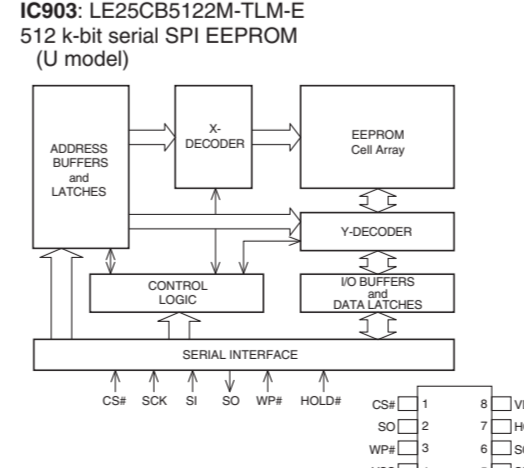 IC903: LE25CB5122M-TLM-E
512 k-bit serial SPI EEPROM
(U model)
ADDRESS
BUFFERS
and
LATCHES
X-
DECODER
EEPROM
Cell Array
Y-DECODER
CONTROL
LOGIC
I/O BUFFERS
and
DATA LATCHES
SERIAL INTERFACE
CS# SCK SI SO WP# HOLD#
CS# 1 8
SO 2 7
WP# 3 6